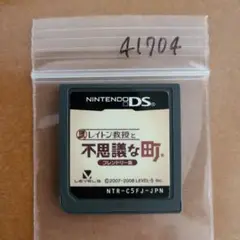 41704
NINTENDO DS
レイトン教授と
不思議な町
フレンドリー版
LEVEL5
©2007-2008 LEVEL-5 Inc.
NTR-C5FJ-JPN